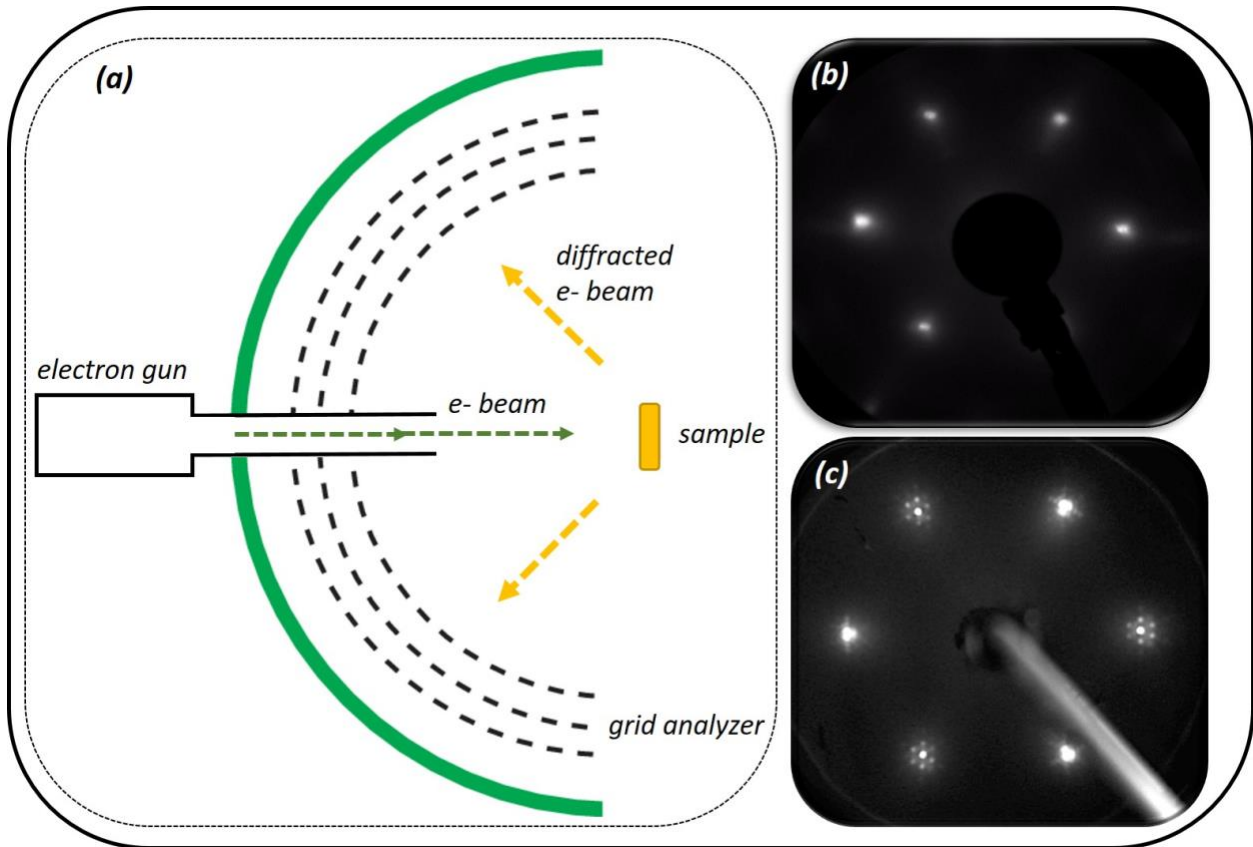 (a)
diffracted
e- beam
electron gun
e- beam
sample
grid analyzer
(b)
(c)